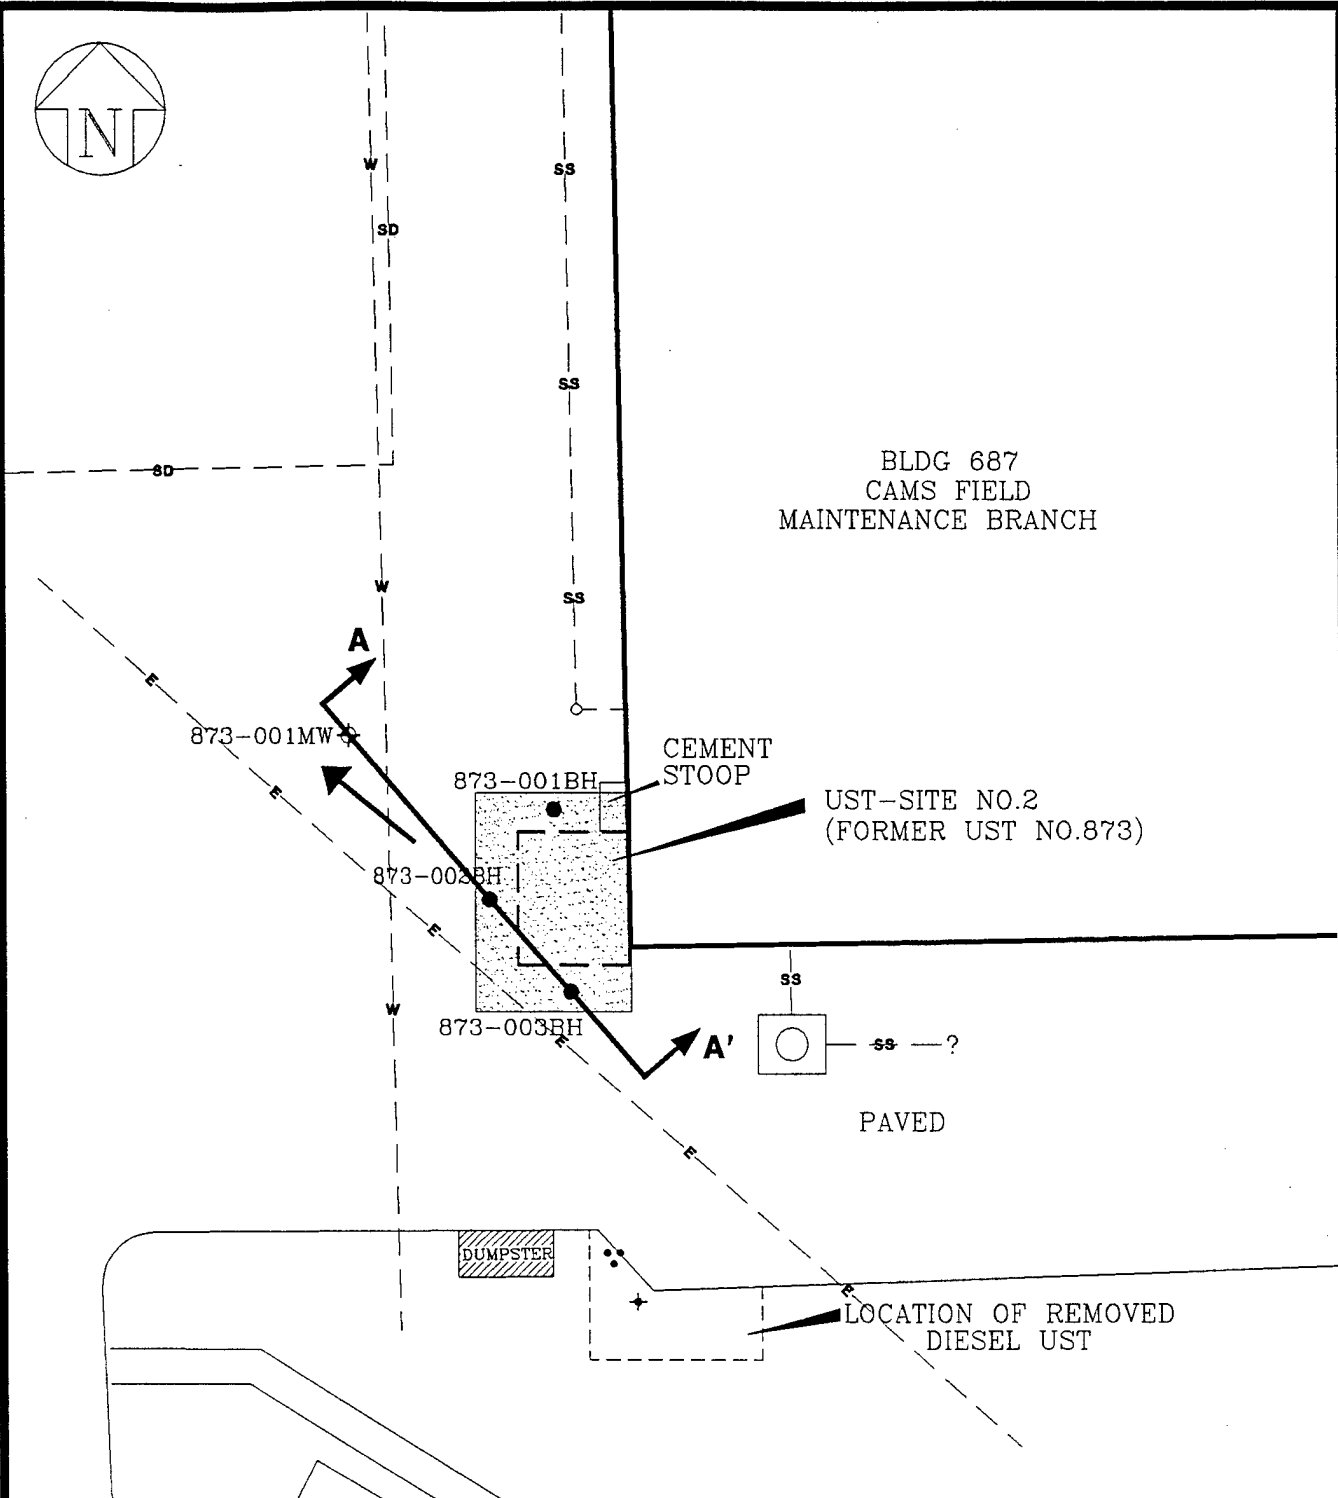 N
W
SS
SD
SS
BLDG 687
CAMS FIELD
MAINTENANCE BRANCH
SD
W
SS
A
E
873-001MW
CEMENT
STOOP
873-001BH
E
UST-SITE NO.2
(FORMER UST NO.873)
873-002BH
E
SS
W
873-003BH
E
A'
SS
?
PAVED
E
DUMPSTER
E
LOCATION OF REMOVED
DIESEL UST